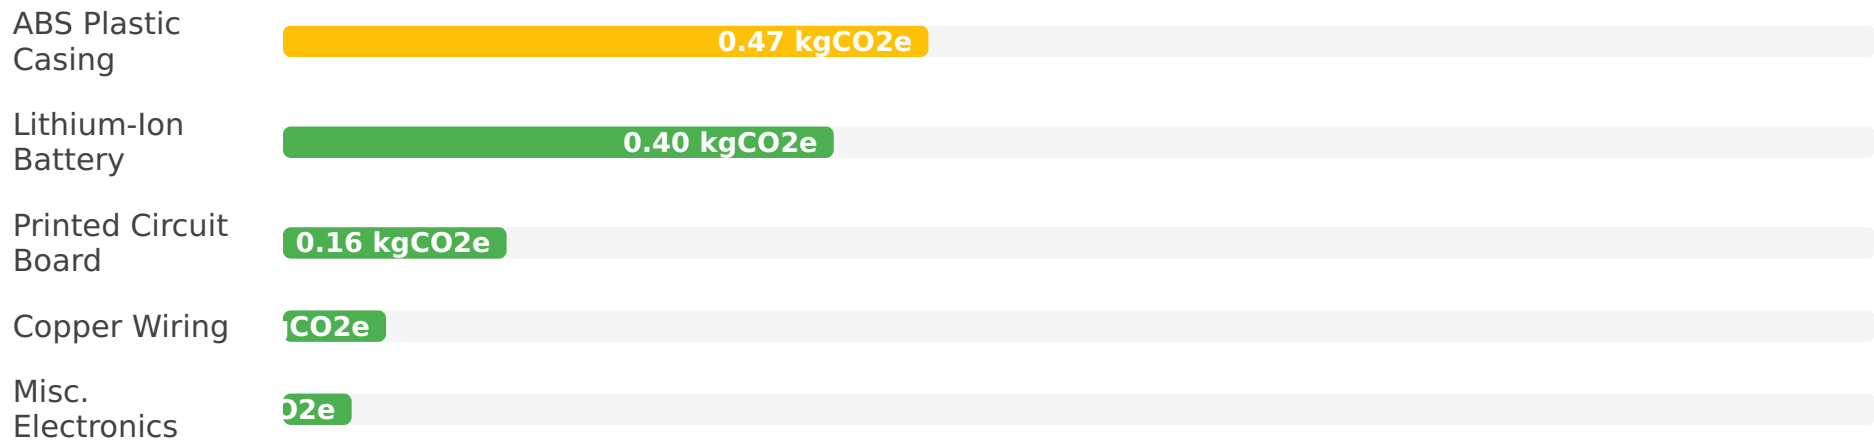 ABS Plastic
Casing
0.47 kgCO2e
Lithium-Ion
Battery
0.40 kgCO2e
Printed Circuit
Board
0.16 kgCO2e
Copper Wiring
Misc.
Electronics